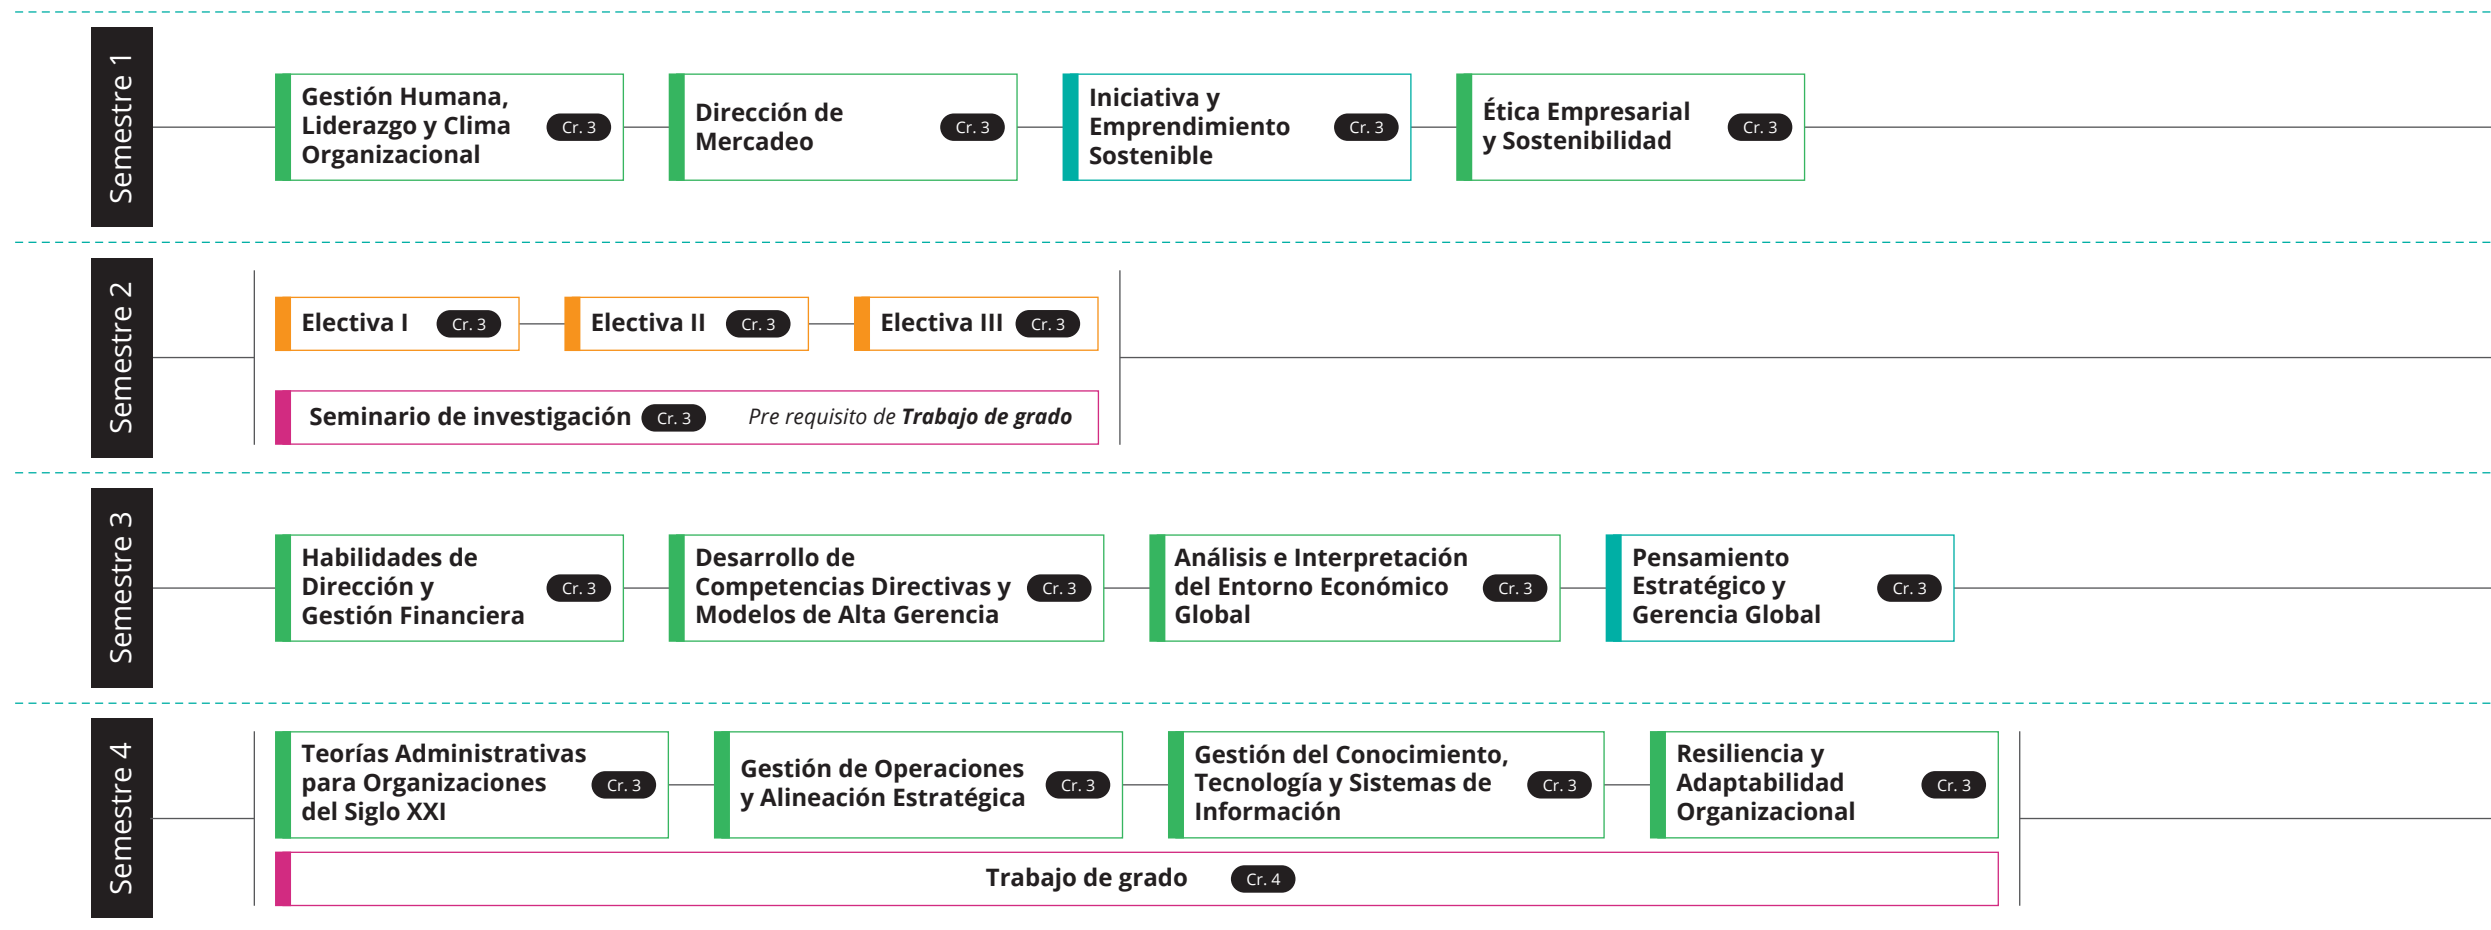 Semestre 1
Gestión Humana,
Liderazgo y Clima
Organizacional
Cr. 3
Dirección de
Mercadeo
Cr. 3
Iniciativa y
Emprendimiento
Sostenible
Cr. 3
Ética Empresarial
y Sostenibilidad
Cr. 3
Semestre 2
Electiva I
Cr. 3
Electiva II
Cr. 3
Electiva III
Cr. 3
Seminario de investigación
Cr. 3
Pre requisito de Trabajo de grado
Semestre 3
Habilidades de
Dirección y
Gestión Financiera
Cr. 3
Desarrollo de
Competencias Directivas y
Modelos de Alta Gerencia
Cr. 3
Análisis e Interpretación
del Entorno Económico
Global
Cr. 3
Pensamiento
Estratégico y
Gerencia Global
Cr. 3
Semestre 4
Teorías Administrativas
para Organizaciones
del Siglo XXI
Cr. 3
Gestión de Operaciones
y Alineación Estratégica
Cr. 3
Gestión del Conocimiento,
Tecnología y Sistemas de
Información
Cr. 3
Resiliencia y
Adaptabilidad
Organizacional
Cr. 3
Trabajo de grado
Cr. 4